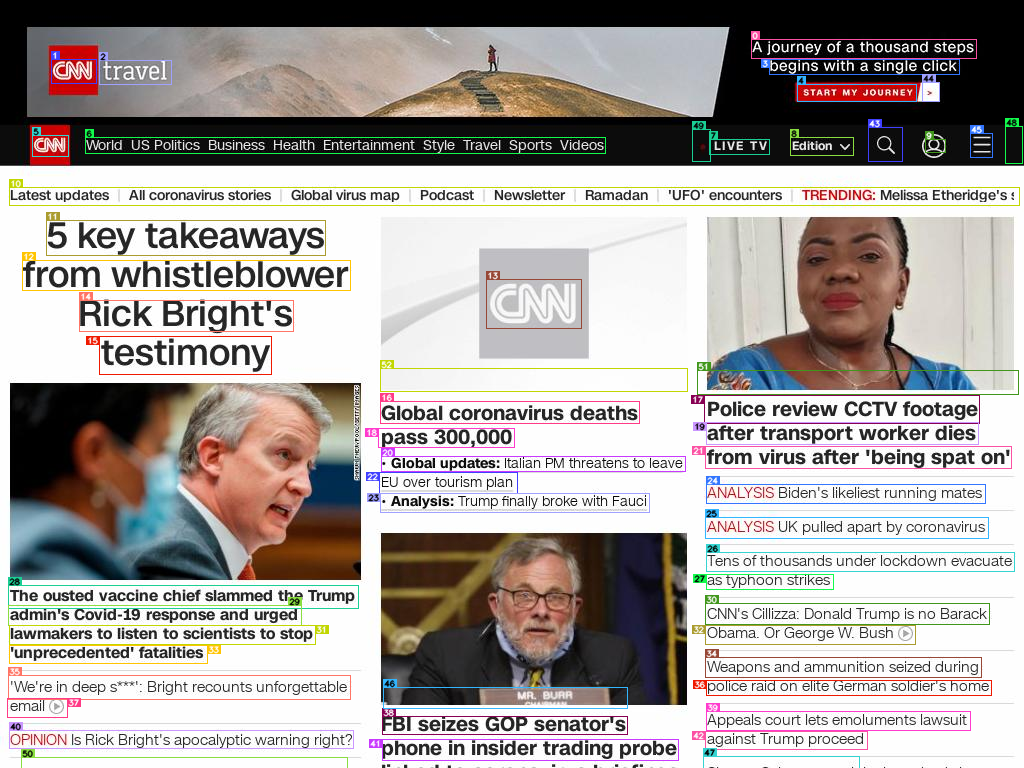 CNN travel
A journey of a thousand steps
begins with a single click
START MY JOURNEY >
CNN World US Politics Business Health Entertainment Style Travel Sports Videos LIVE TV Edition
Latest updates All coronavirus stories Global virus map Podcast Newsletter Ramadan 'UFO' encounters TRENDING: Melissa Etheridge's s
5 key takeaways
from whistleblower
Rick Bright's
testimony
The ousted vaccine chief slammed the Trump
admin's Covid-19 response and urged
lawmakers to listen to scientists to stop
'unprecedented' fatalities
'We're in deep s***': Bright recounts unforgettable
email
OPINION Is Rick Bright's apocalyptic warning right?
CNN
Global coronavirus deaths
pass 300,000
• Global updates: Italian PM threatens to leave
EU over tourism plan
• Analysis: Trump finally broke with Fauci
MR. BURR
CHAIRMAN
FBI seizes GOP senator's
phone in insider trading probe
Police review CCTV footage
after transport worker dies
from virus after 'being spat on'
ANALYSIS Biden's likeliest running mates
ANALYSIS UK pulled apart by coronavirus
Tens of thousands under lockdown evacuate
as typhoon strikes
CNN's Cillizza: Donald Trump is no Barack
Obama. Or George W. Bush
Weapons and ammunition seized during
police raid on elite German soldier's home
Appeals court lets emoluments lawsuit
against Trump proceed